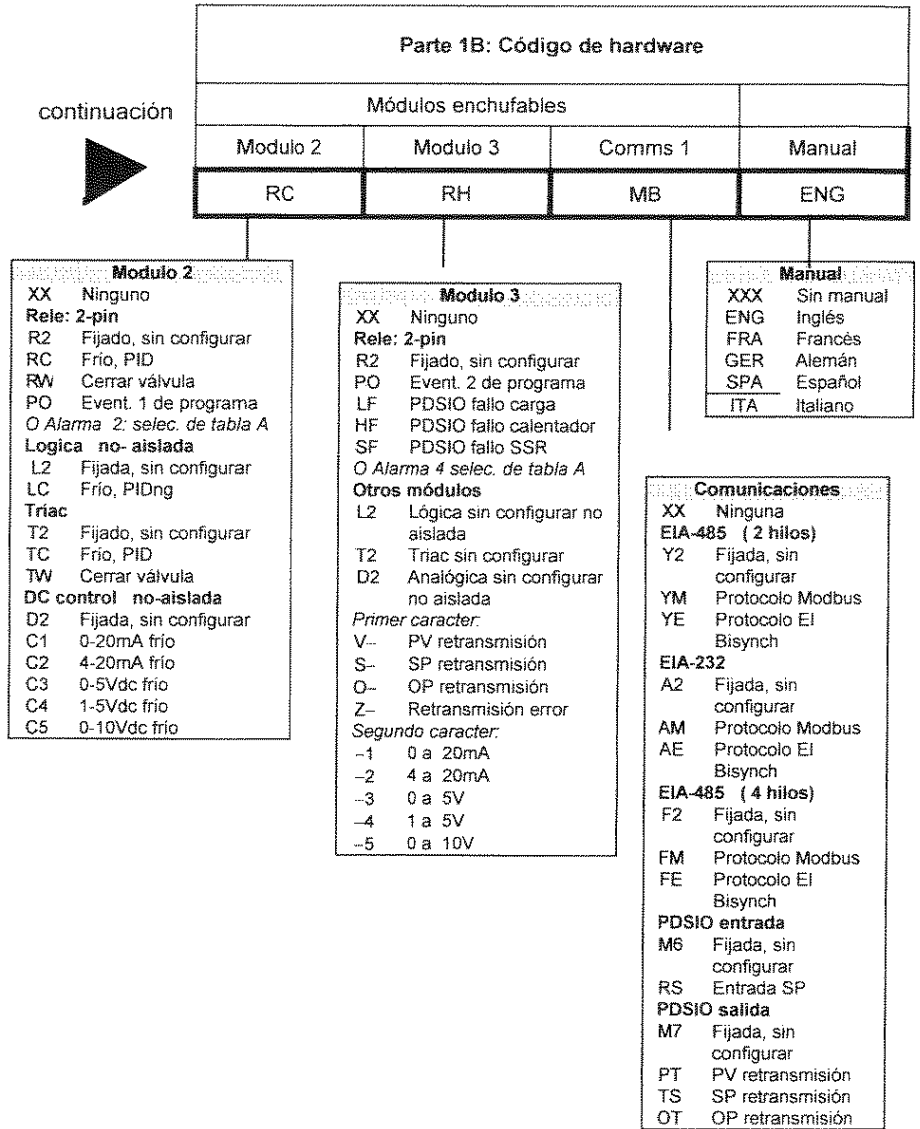 Parte 1B: Código de hardware
continuación
Módulos enchufables
Modulo 2 Modulo 3 Comms 1 Manual
RC RH MB ENG
Modulo 2
XX Ninguno
Rele: 2-pin
R2 Fijado, sin configurar
RC Frío, PID
RW Cerrar válvula
PO Event. 1 de programa
O Alarma 2: selec. de tabla A
Logica no- aislada
L2 Fijada, sin configurar
LC Frío, PIDng
Triac
T2 Fijado, sin configurar
TC Frío, PID
TW Cerrar válvula
DC control no-aislada
D2 Fijada, sin configurar
C1 0-20mA frío
C2 4-20mA frío
C3 0-5Vdc frío
C4 1-5Vdc frío
C5 0-10Vdc frío
Modulo 3
XX Ninguno
Rele: 2-pin
R2 Fijado, sin configurar
PO Event. 2 de programa
LF PDSIO fallo carga
HF PDSIO fallo calentador
SF PDSIO fallo SSR
O Alarma 4 selec. de tabla A
Otros módulos
L2 Lógica sin configurar no
aislada
T2 Triac sin configurar
D2 Analógica sin configurar
no aislada
Primer caracter:
V– PV retransmisión
S– SP retransmisión
O– OP retransmisión
Z– Retransmisión error
Segundo caracter:
–1 0 a 20mA
–2 4 a 20mA
–3 0 a 5V
–4 1 a 5V
–5 0 a 10V
Manual
XXX Sin manual
ENG Inglés
FRA Francés
GER Alemán
SPA Español
ITA Italiano
Comunicaciones
XX Ninguna
EIA-485 ( 2 hilos)
Y2 Fijada, sin
configurar
YM Protocolo Modbus
YE Protocolo EI
Bisynch
EIA-232
A2 Fijada, sin
configurar
AM Protocolo Modbus
AE Protocolo EI
Bisynch
EIA-485 ( 4 hilos)
F2 Fijada, sin
configurar
FM Protocolo Modbus
FE Protocolo EI
Bisynch
PDSIO entrada
M6 Fijada, sin
configurar
RS Entrada SP
PDSIO salida
M7 Fijada, sin
configurar
PT PV retransmisión
TS SP retransmisión
OT OP retransmisión